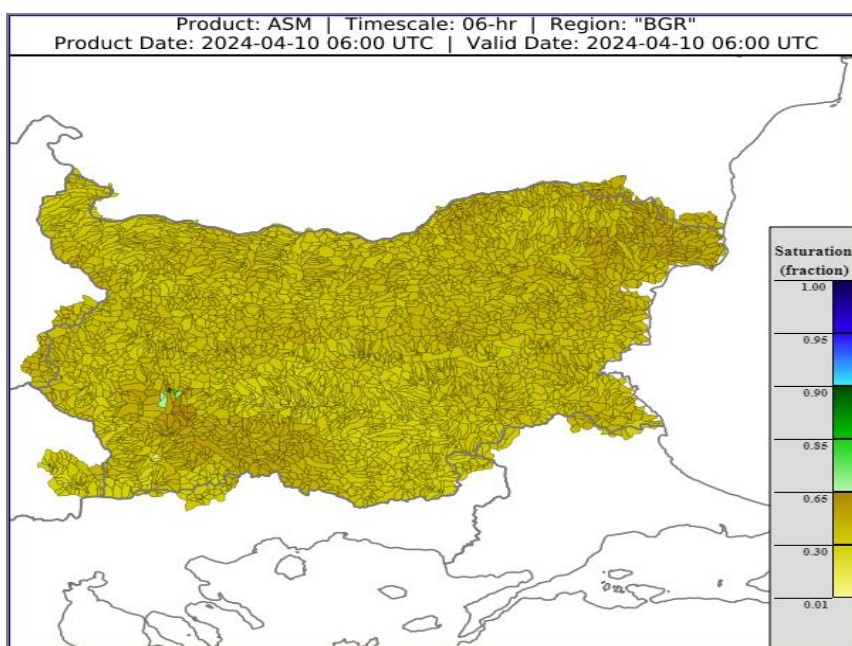 Product: ASM | Timescale: 06-hr | Region: "BGR"
Product Date: 2024-04-10 06:00 UTC | Valid Date: 2024-04-10 06:00 UTC
Saturation
(fraction)
1.00
0.95
0.90
0.85
0.65
0.30
0.01